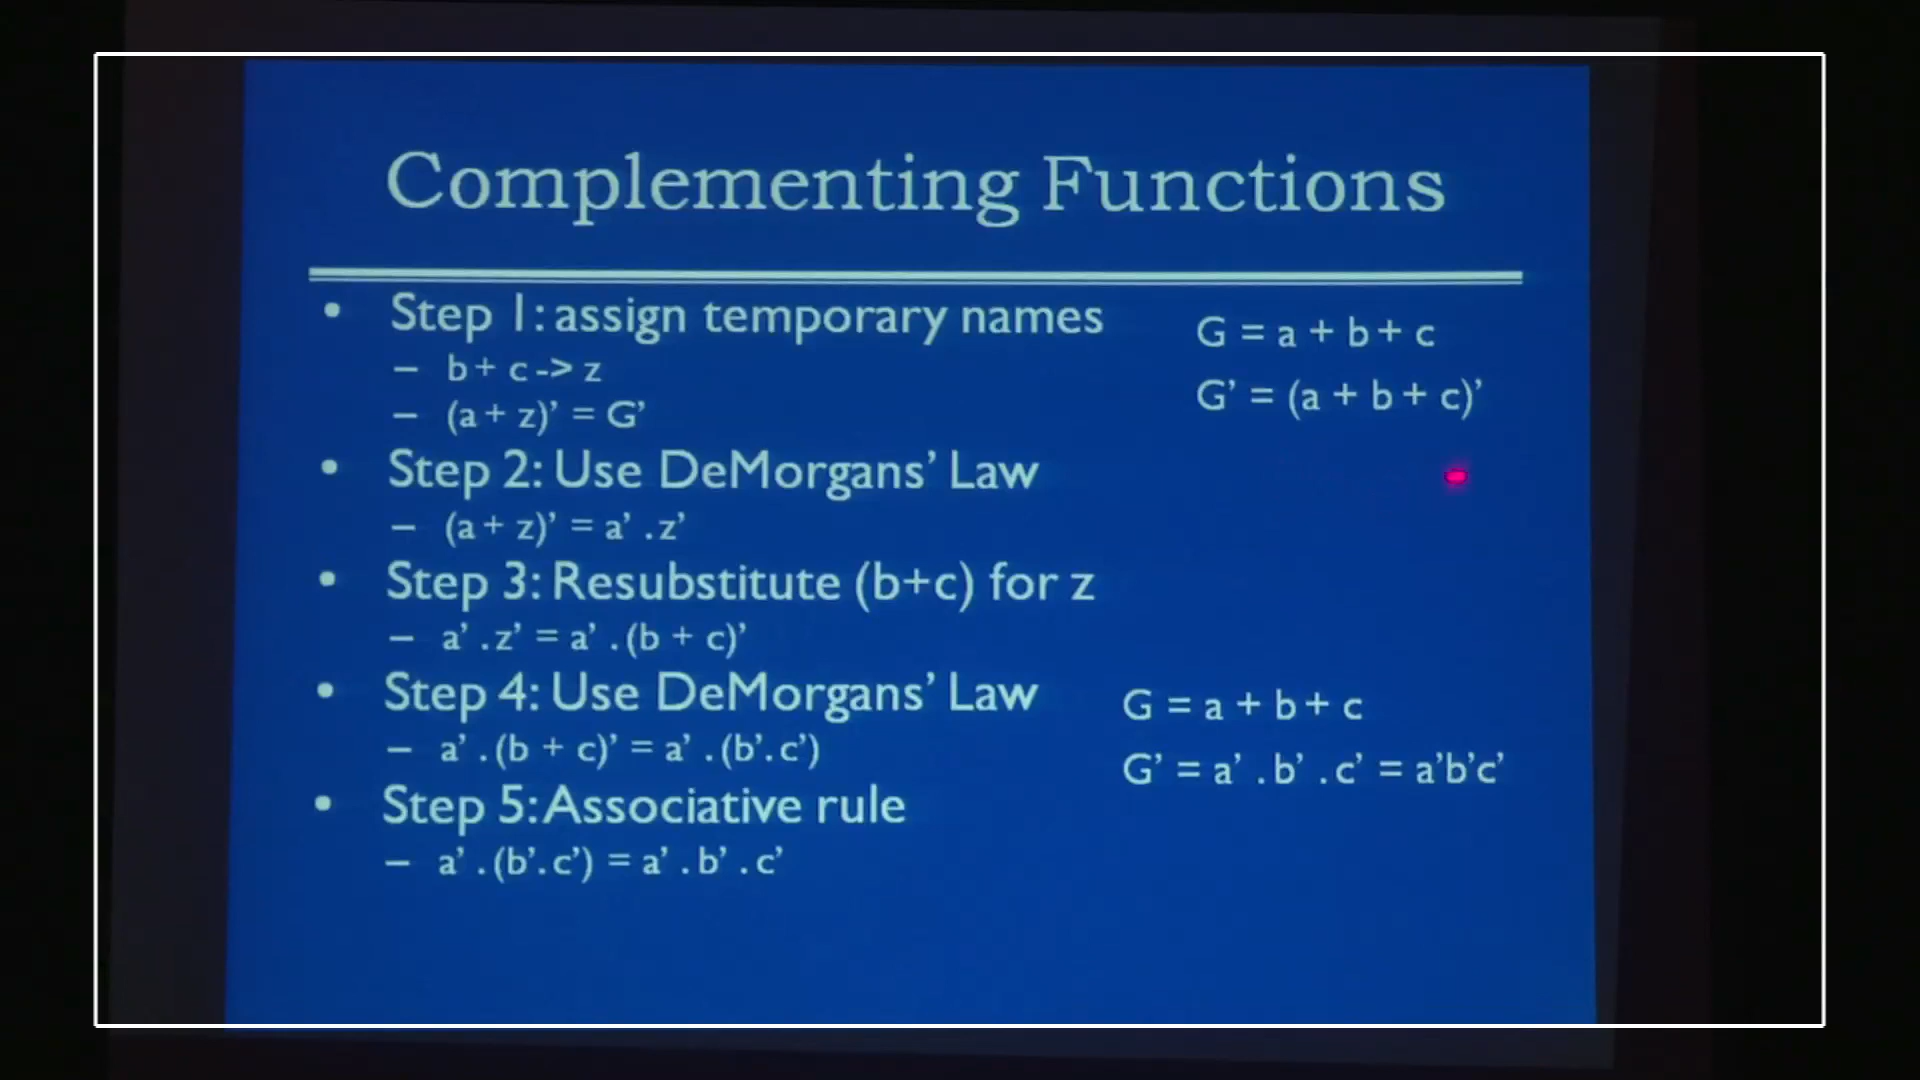 Complementing Functions
• Step 1: assign temporary names
– b + c -> z
– (a + z)’ = G’
• Step 2: Use DeMorgans’ Law
– (a + z)’ = a’ . z’
• Step 3: Resubstitute (b+c) for z
– a’ . z’ = a’ . (b + c)’
• Step 4: Use DeMorgans’ Law
– a’ . (b + c)’ = a’ . (b’. c’)
• Step 5: Associative rule
– a’ . (b’. c’) = a’ . b’ . c’
G = a + b + c
G’ = (a + b + c)’
G = a + b + c
G’ = a’ . b’ . c’ = a’b’c’